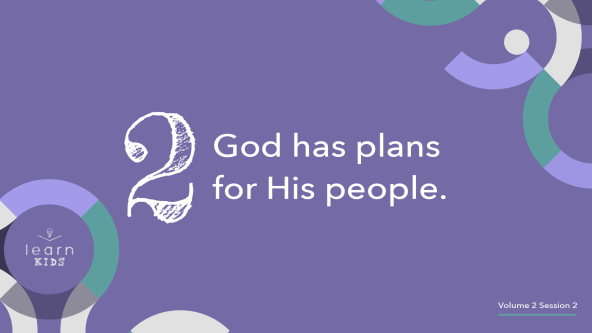 2
God has plans
for His people.
learn
KIDS
Volume 2 Session 2